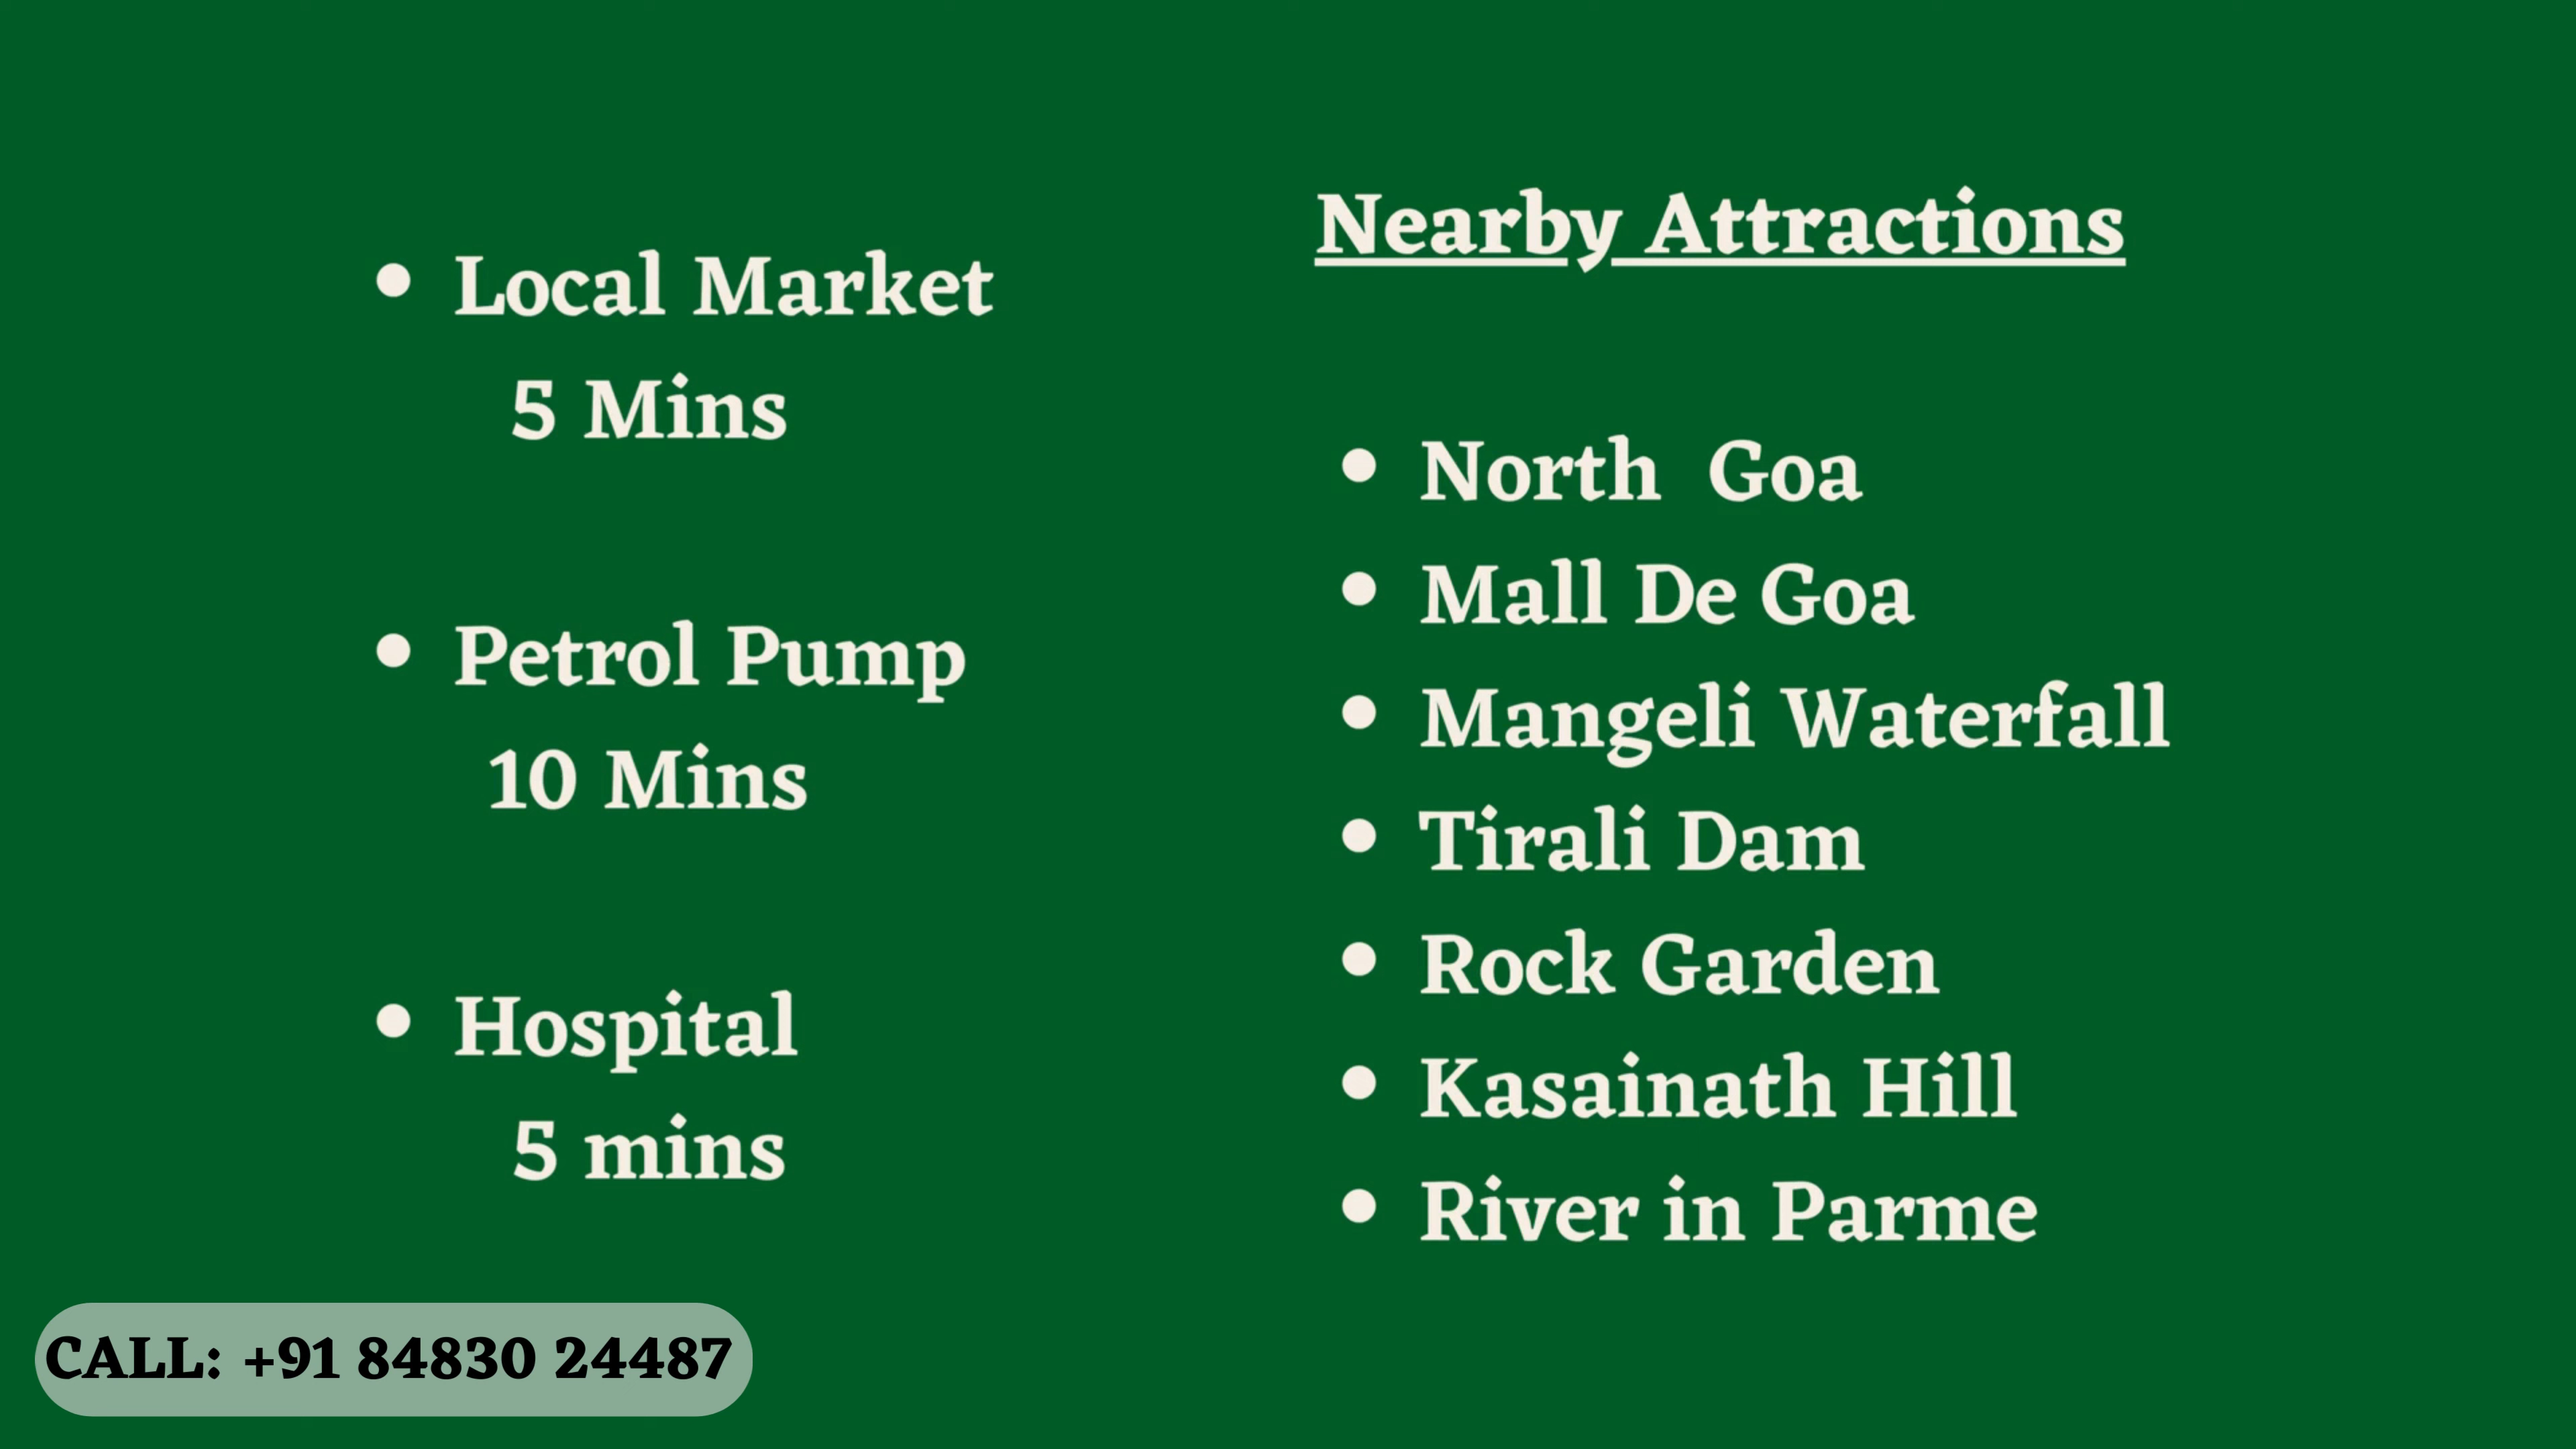 • Local Market
5 Mins
• Petrol Pump
10 Mins
• Hospital
5 mins
Nearby Attractions
• North  Goa
• Mall De Goa
• Mangeli Waterfall
• Tirali Dam
• Rock Garden
• Kasainath Hill
• River in Parme
CALL: +91 84830 24487